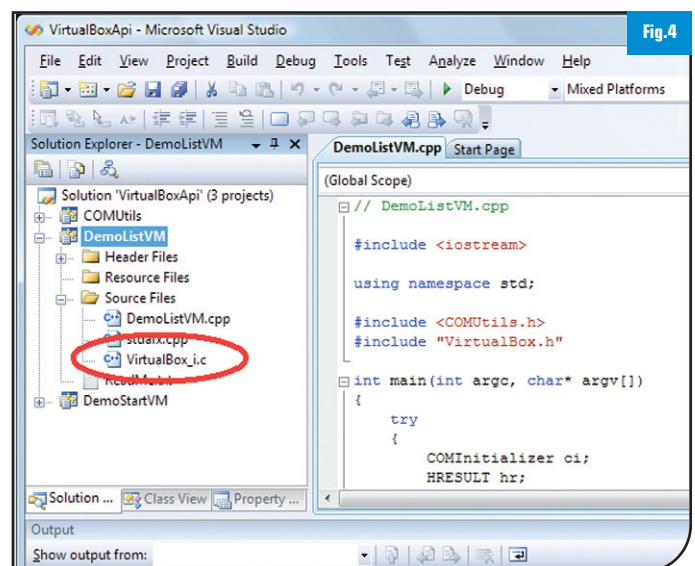 Fig.4
VirtualBoxApi - Microsoft Visual Studio
File Edit View Project Build Debug Tools Test Analyze Window Help
Debug Mixed Platforms
Solution Explorer - DemoListVM
Solution 'VirtualBoxApi' (3 projects)
COMUtils
DemoListVM
Header Files
Resource Files
Source Files
DemoListVM.cpp
stdafx.cpp
VirtualBox_i.c
ReadMe.txt
DemoStartVM
Solution ... Class View Property ...
DemoListVM.cpp Start Page
(Global Scope)
// DemoListVM.cpp
#include <iostream>
using namespace std;
#include <COMUtils.h>
#include "VirtualBox.h"
int main(int argc, char* argv[])
{
try
{
COMInitializer ci;
HRESULT hr;
Output
Show output from: